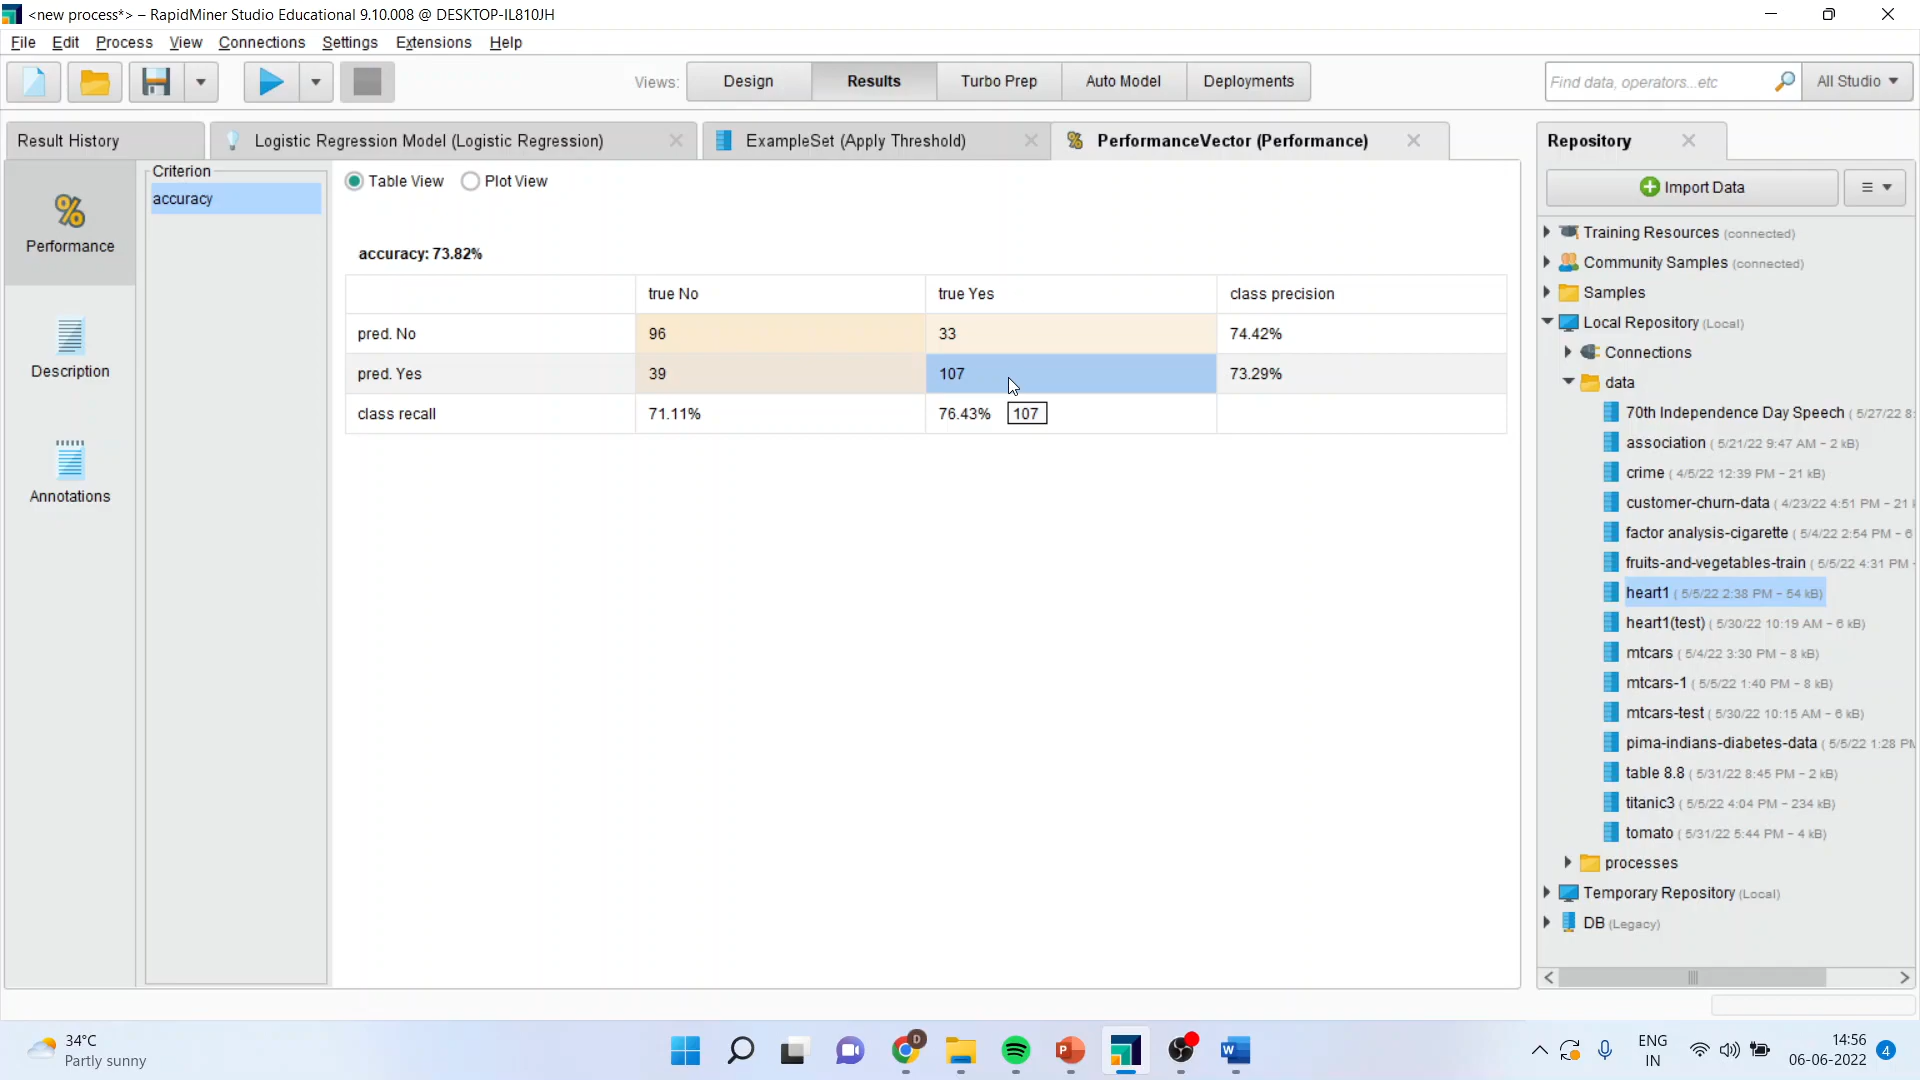 <new process*> – RapidMiner Studio Educational 9.10.008 @ DESKTOP-IL810JH
File Edit Process View Connections Settings Extensions Help
Views: Design Results Turbo Prep Auto Model Deployments
Find data, operators...etc
All Studio
Result History
Logistic Regression Model (Logistic Regression)
ExampleSet (Apply Threshold)
PerformanceVector (Performance)
Repository
%
Performance
Description
Annotations
Criterion
accuracy
Table View Plot View
accuracy: 73.82%
true No true Yes class precision
pred. No 96 33 74.42%
pred. Yes 39 107 73.29%
class recall 71.11% 76.43%
107
Import Data
Training Resources (connected)
Community Samples (connected)
Samples
Local Repository (Local)
Connections
data
70th Independence Day Speech ( 5/27/22 8:
association ( 5/21/22 9:47 AM – 2 kB)
crime ( 4/5/22 12:39 PM – 21 kB)
customer-churn-data ( 4/23/22 4:51 PM – 21
factor analysis-cigarette ( 5/4/22 2:54 PM – 6
fruits-and-vegetables-train ( 5/5/22 4:31 PM -
heart1 ( 5/5/22 2:38 PM – 54 kB)
heart1(test) ( 5/30/22 10:19 AM – 6 kB)
mtcars ( 5/4/22 3:30 PM – 8 kB)
mtcars-1 ( 5/5/22 1:40 PM – 8 kB)
mtcars-test ( 5/30/22 10:15 AM – 6 kB)
pima-indians-diabetes-data ( 5/5/22 1:28 PM
table 8.8 ( 5/31/22 8:45 PM – 2 kB)
titanic3 ( 5/5/22 4:04 PM – 234 kB)
tomato ( 5/31/22 5:44 PM – 4 kB)
processes
Temporary Repository (Local)
DB (Legacy)
34°C
Partly sunny
D
P
W
ENG
IN
14:56
06-06-2022
4